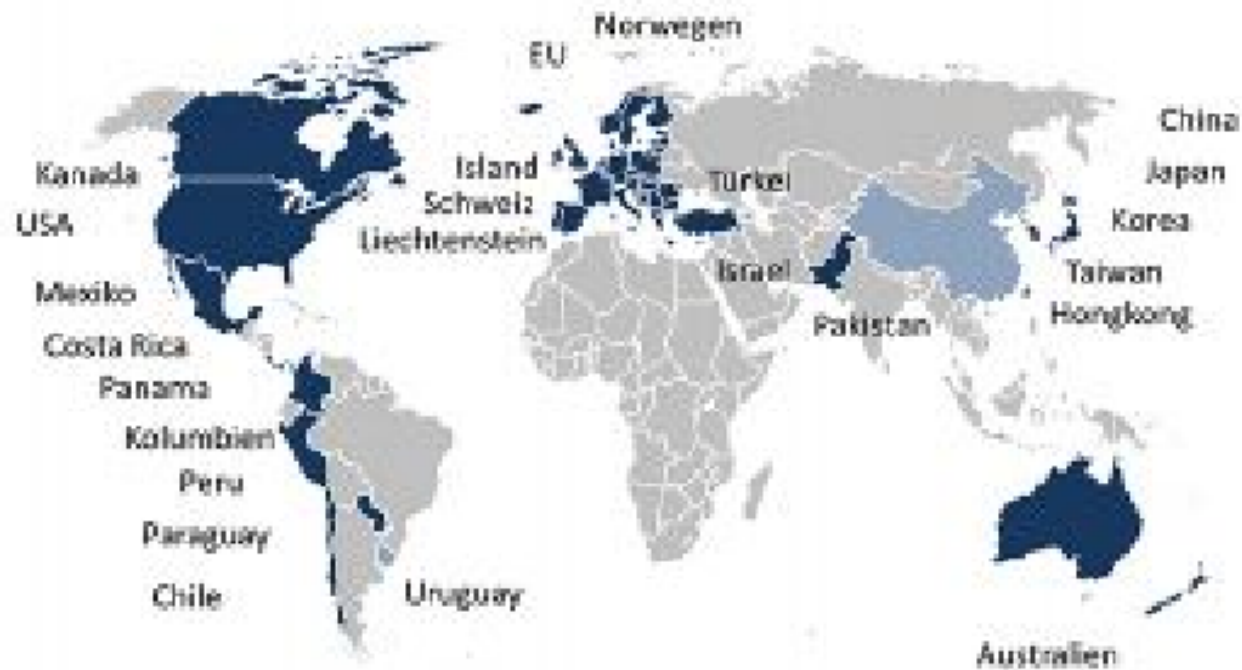 Norwegen
EU
China
Kanada
Island
Türkei
Japan
USA
Schweiz
Korea
Liechtenstein
Israel
Taiwan
Mexiko
Pakistan
Hongkong
Costa Rica
Panama
Kolumbien
Peru
Paraguay
Chile
Uruguay
Australien